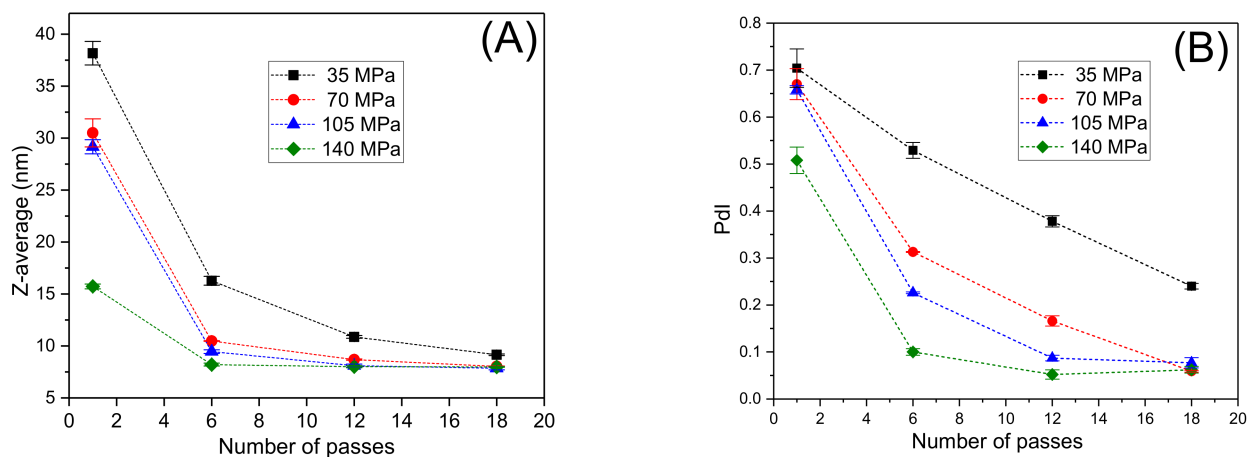 (A)
40
35
30
25
20
15
10
5
Z-average (nm)
35 MPa
70 MPa
105 MPa
140 MPa
0 2 4 6 8 10 12 14 16 18 20
Number of passes
(B)
0.8
0.7
0.6
0.5
0.4
0.3
0.2
0.1
0.0
PdI
35 MPa
70 MPa
105 MPa
140 MPa
0 2 4 6 8 10 12 14 16 18 20
Number of passes